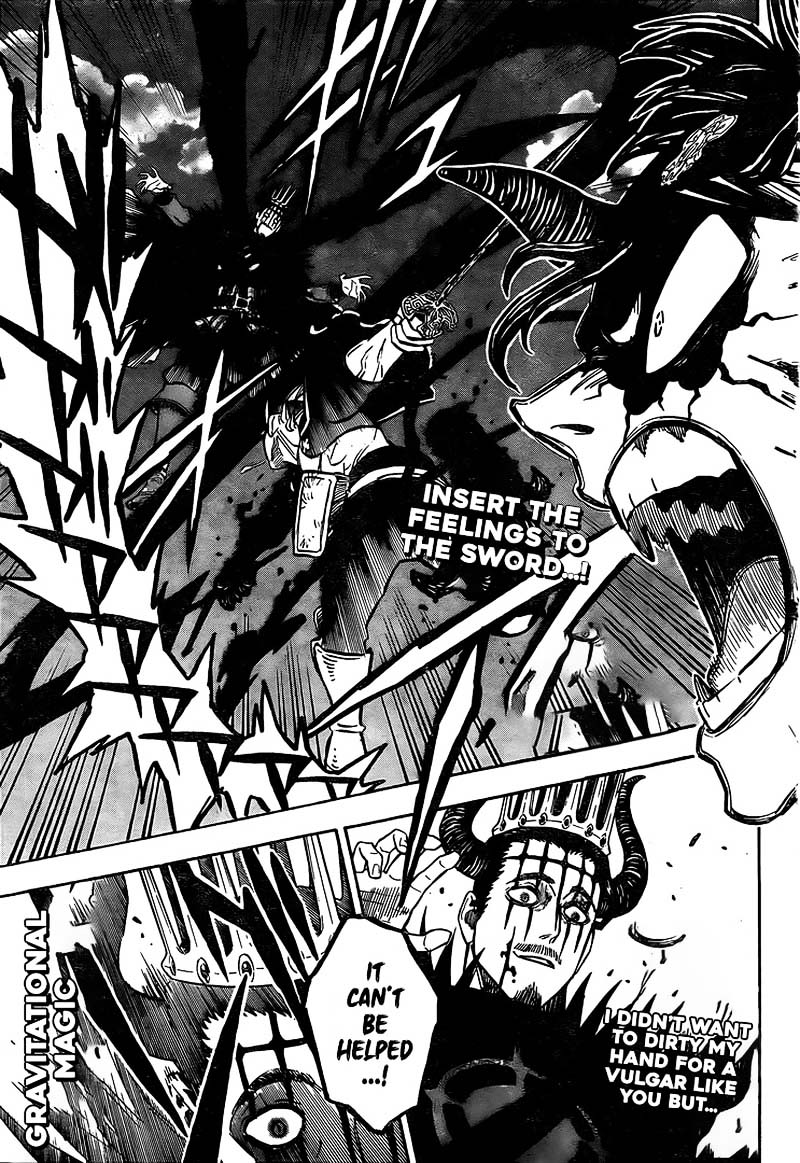 INSERT THE
FEELINGS TO
THE SWORD...!
I DIDN'T WANT
TO DIRTY MY
HAND FOR A
VULGAR LIKE
YOU BUT...
IT
CAN'T
BE
HELPED
...!
GRAVITATIONAL
MAGIC